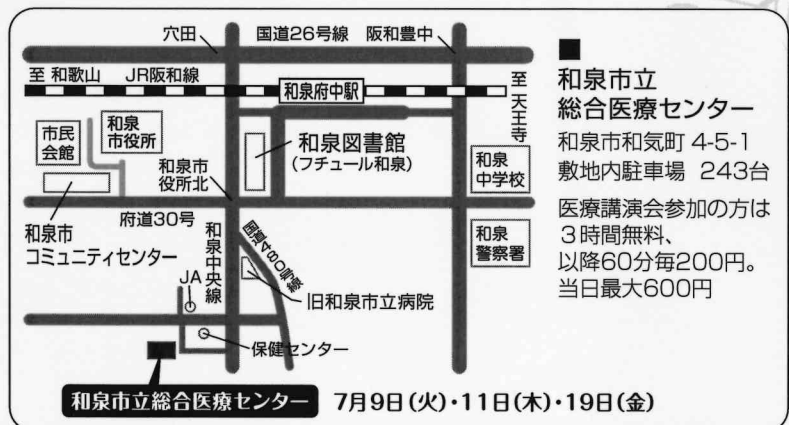 穴田
国道26号線
阪和豊中
至 和歌山
JR阪和線
和泉府中駅
至 天王寺
市民
会館
和泉
市役所
和泉市
役所北
和泉図書館
(フチュール和泉)
和泉
中学校
府道30号
和泉市
コミュニティセンター
和泉中央線
国道480号線
和泉
警察署
JA
旧和泉市立病院
保健センター
和泉市立総合医療センター
7月9日(火)・11日(木)・19日(金)
■
和泉市立
総合医療センター
和泉市和気町 4-5-1
敷地内駐車場 243台
医療講演会参加の方は
3時間無料、
以降60分毎200円。
当日最大600円